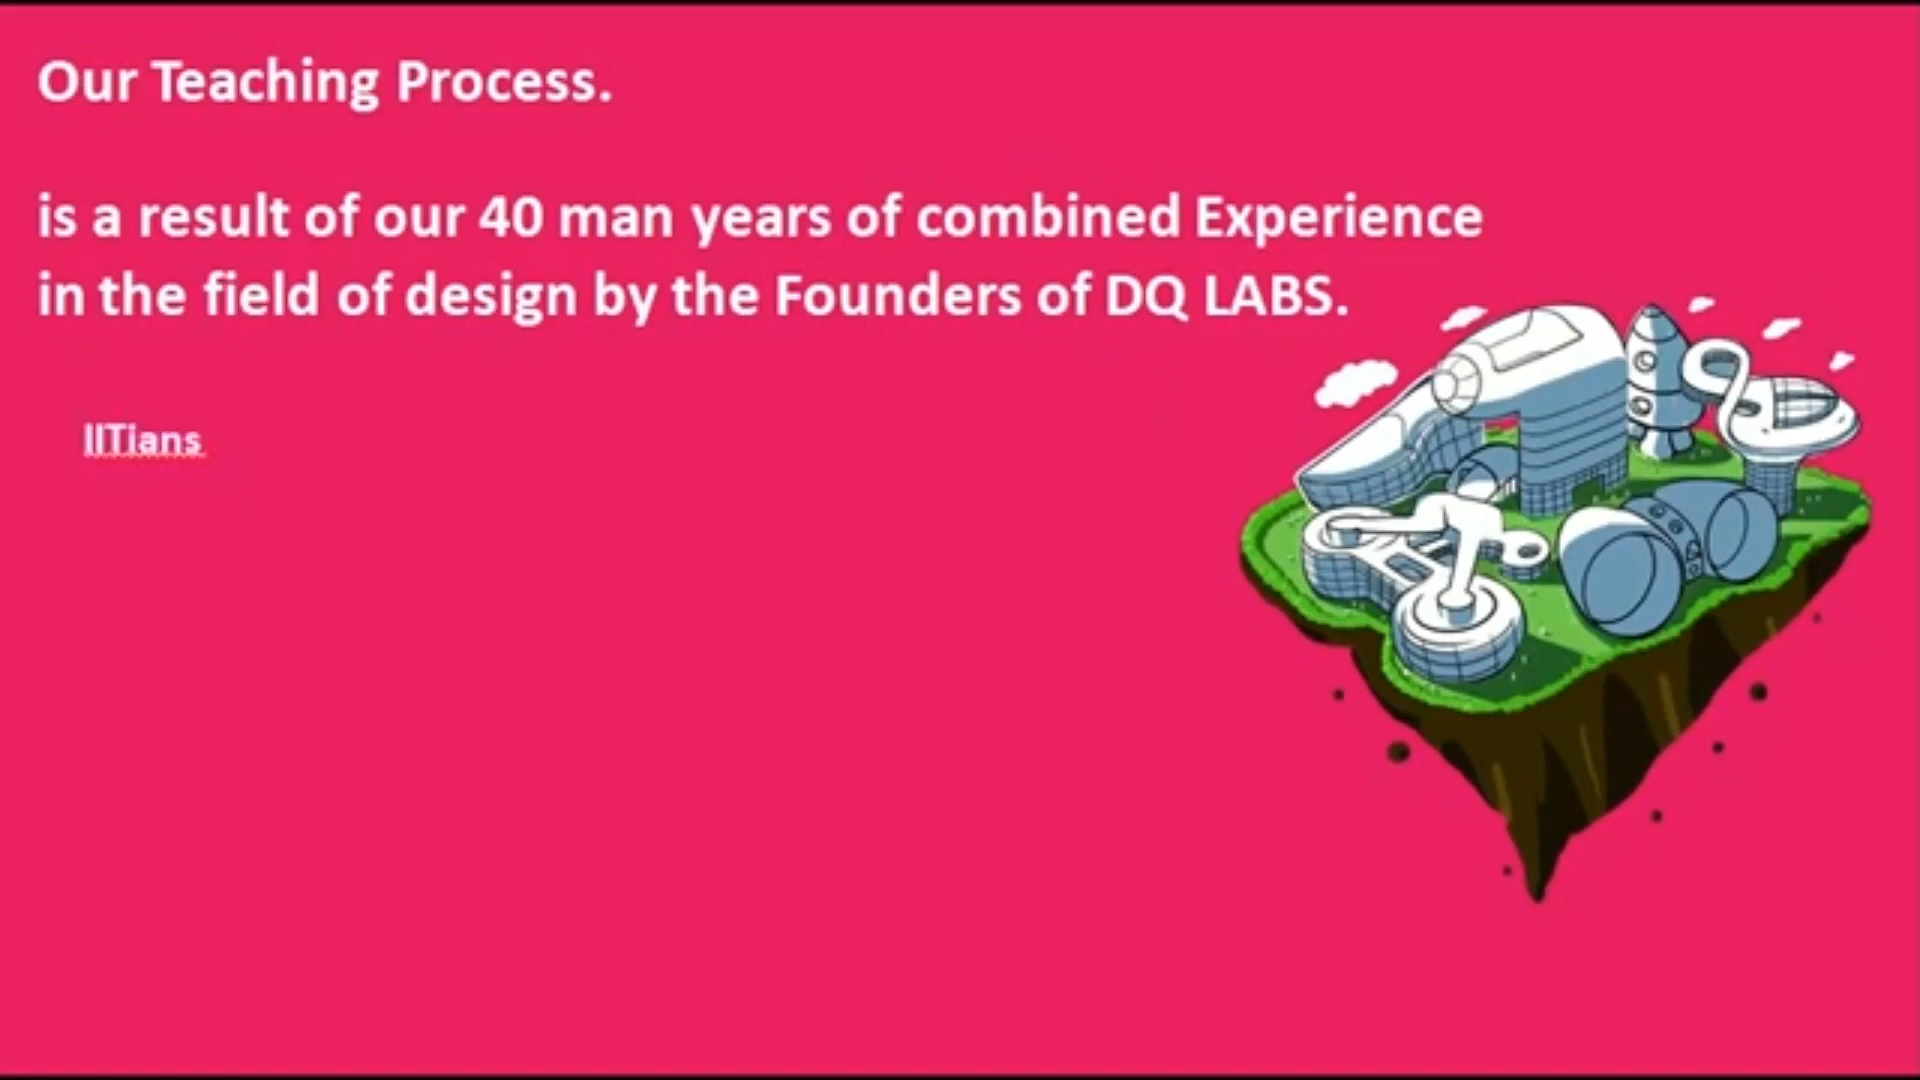 Our Teaching Process.
is a result of our 40 man years of combined Experience
in the field of design by the Founders of DQ LABS.
IITians